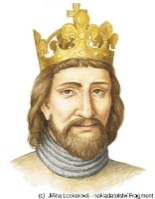 (c) Jiřina Lockerová - nakladatelství Fragment